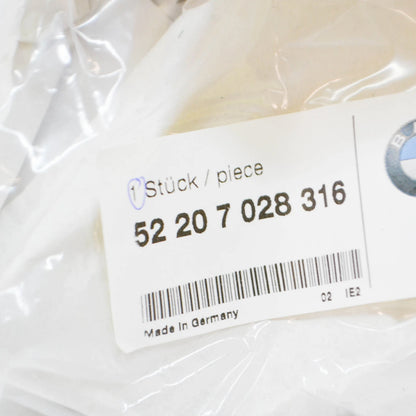 1 Stück / piece
52 20 7 028 316
02 IE2
Made in Germany
B